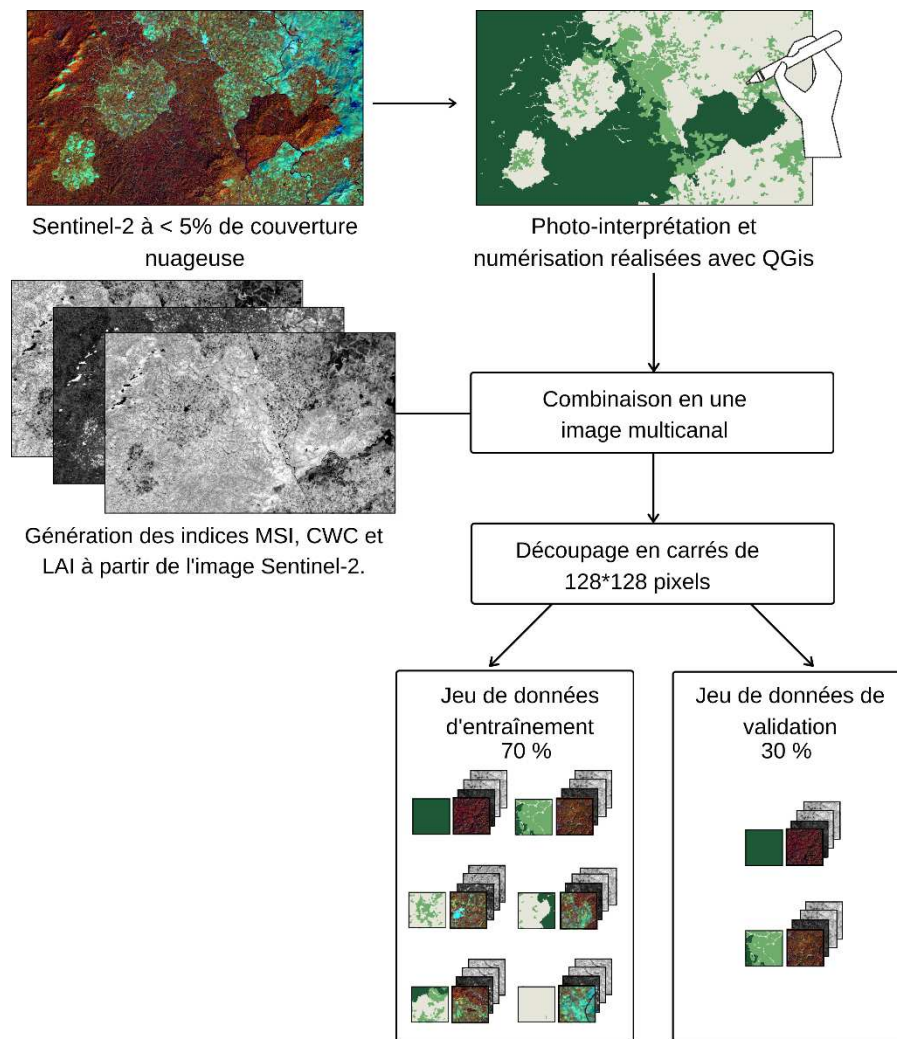 Sentinel-2 à < 5% de couverture
nuageuse
Photo-interprétation et
numérisation réalisées avec QGis
Génération des indices MSI, CWC et
LAI à partir de l'image Sentinel-2.
Combinaison en une
image multicanal
Découpage en carrés de
128*128 pixels
Jeu de données
d'entraînement
70 %
Jeu de données de
validation
30 %